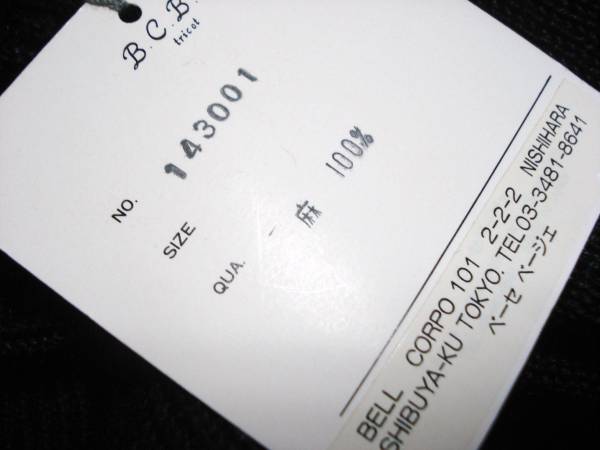 B.C.B.
tricot
NO. 143001
SIZE
QUA. 麻 100%
BELL CORPO 101 2-2-2 NISHIHARA
SHIBUYA-KU TOKYO. TEL03-3481-8641
ベーセ ベージェ